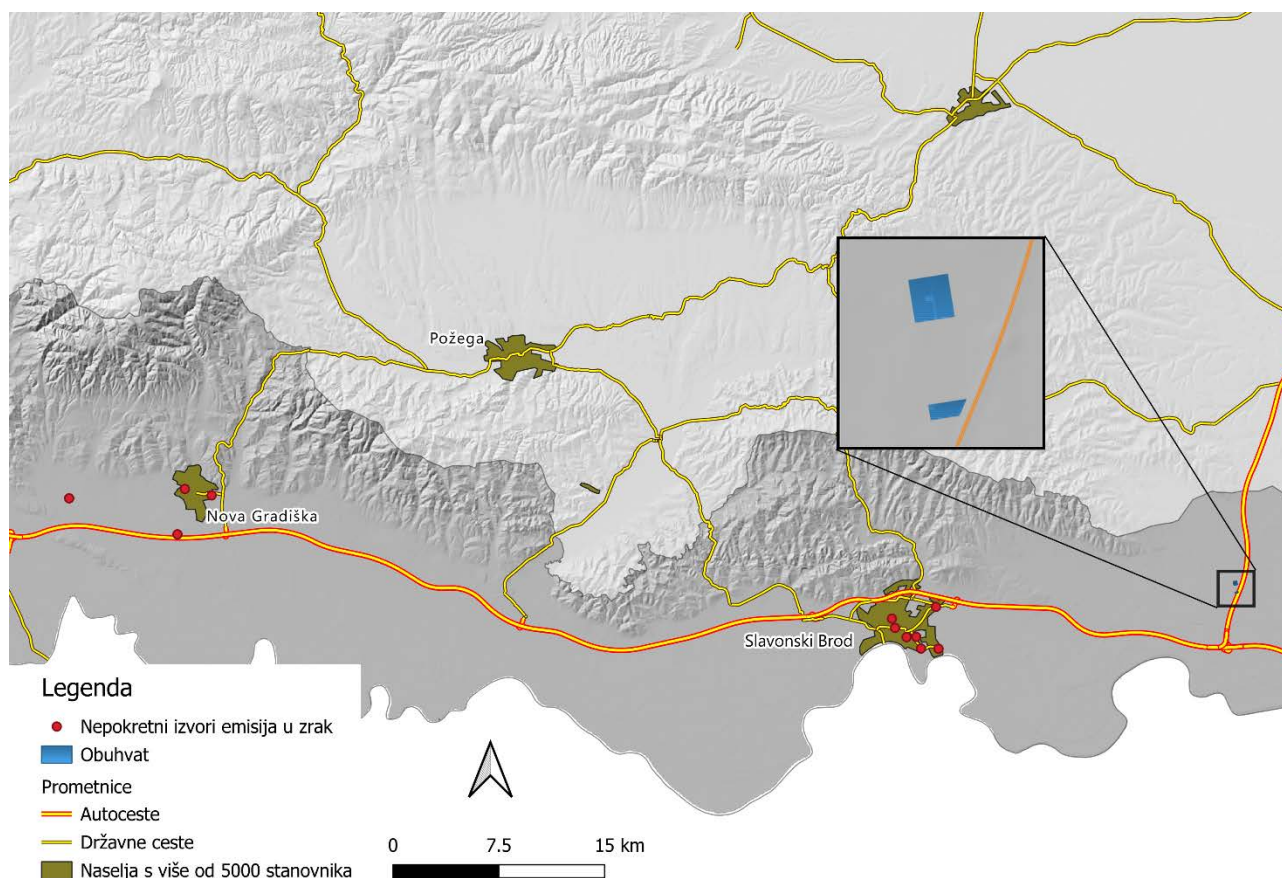 Požega
Nova Gradiška
Slavonski Brod
Legenda
Nepokretni izvori emisija u zrak
Obuhvat
Prometnice
Autoceste
Državne ceste
Naselja s više od 5000 stanovnika
0 7.5 15 km